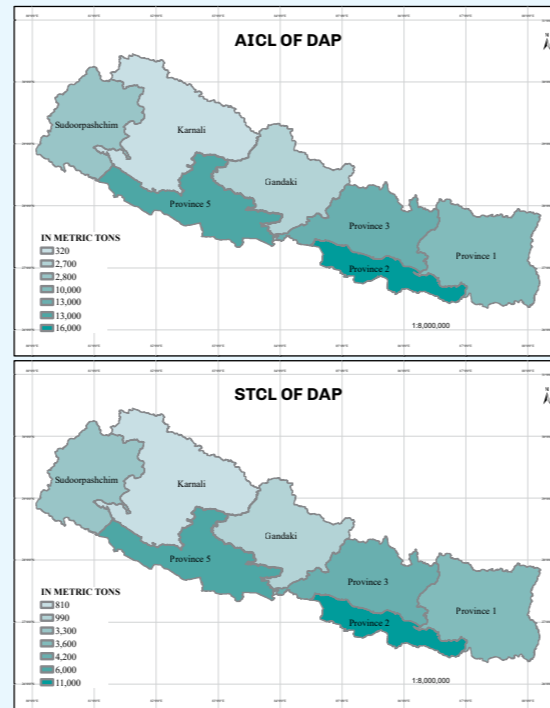 AICL OF DAP
Sudoorpashchim
Karnali
Gandaki
Province 5
Province 3
Province 1
Province 2
IN METRIC TONS
320
2,700
2,800
10,000
13,000
13,000
16,000
1:8,000,000
STCL OF DAP
Sudoorpashchim
Karnali
Gandaki
Province 5
Province 3
Province 1
Province 2
IN METRIC TONS
810
990
3,300
3,600
4,200
6,000
11,000
1:8,000,000